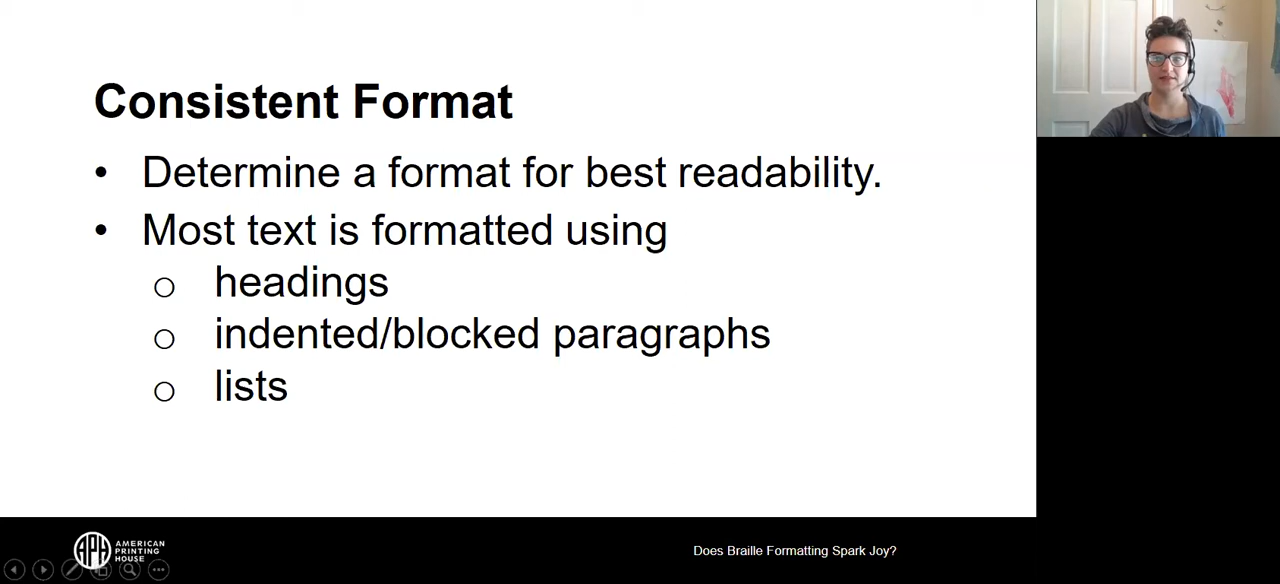 Consistent Format
• Determine a format for best readability.
• Most text is formatted using
o headings
o indented/blocked paragraphs
o lists
APH
AMERICAN
PRINTING
HOUSE
Does Braille Formatting Spark Joy?